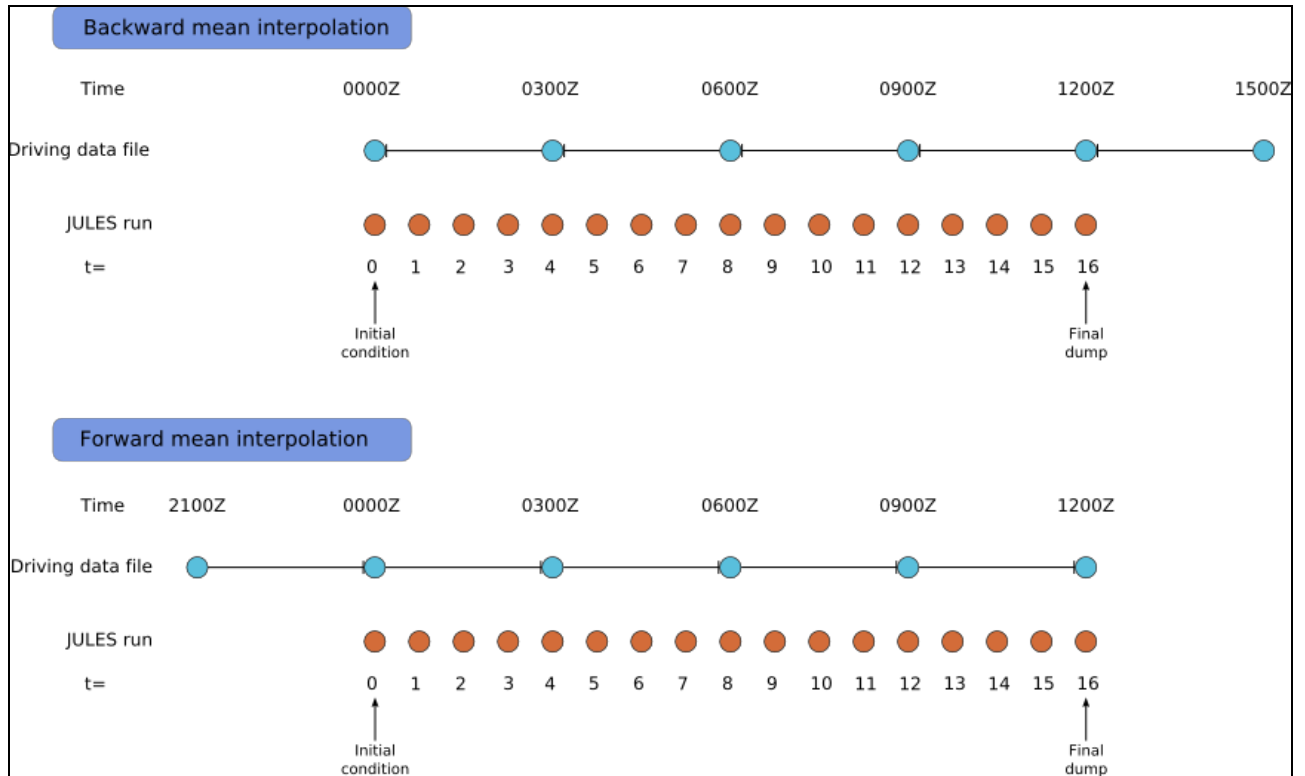 Backward mean interpolation
Time 0000Z 0300Z 0600Z 0900Z 1200Z 1500Z
Driving data file
JULES run
t= 0 1 2 3 4 5 6 7 8 9 10 11 12 13 14 15 16
Initial condition Final dump
Forward mean interpolation
Time 2100Z 0000Z 0300Z 0600Z 0900Z 1200Z
Driving data file
JULES run
t= 0 1 2 3 4 5 6 7 8 9 10 11 12 13 14 15 16
Initial condition Final dump